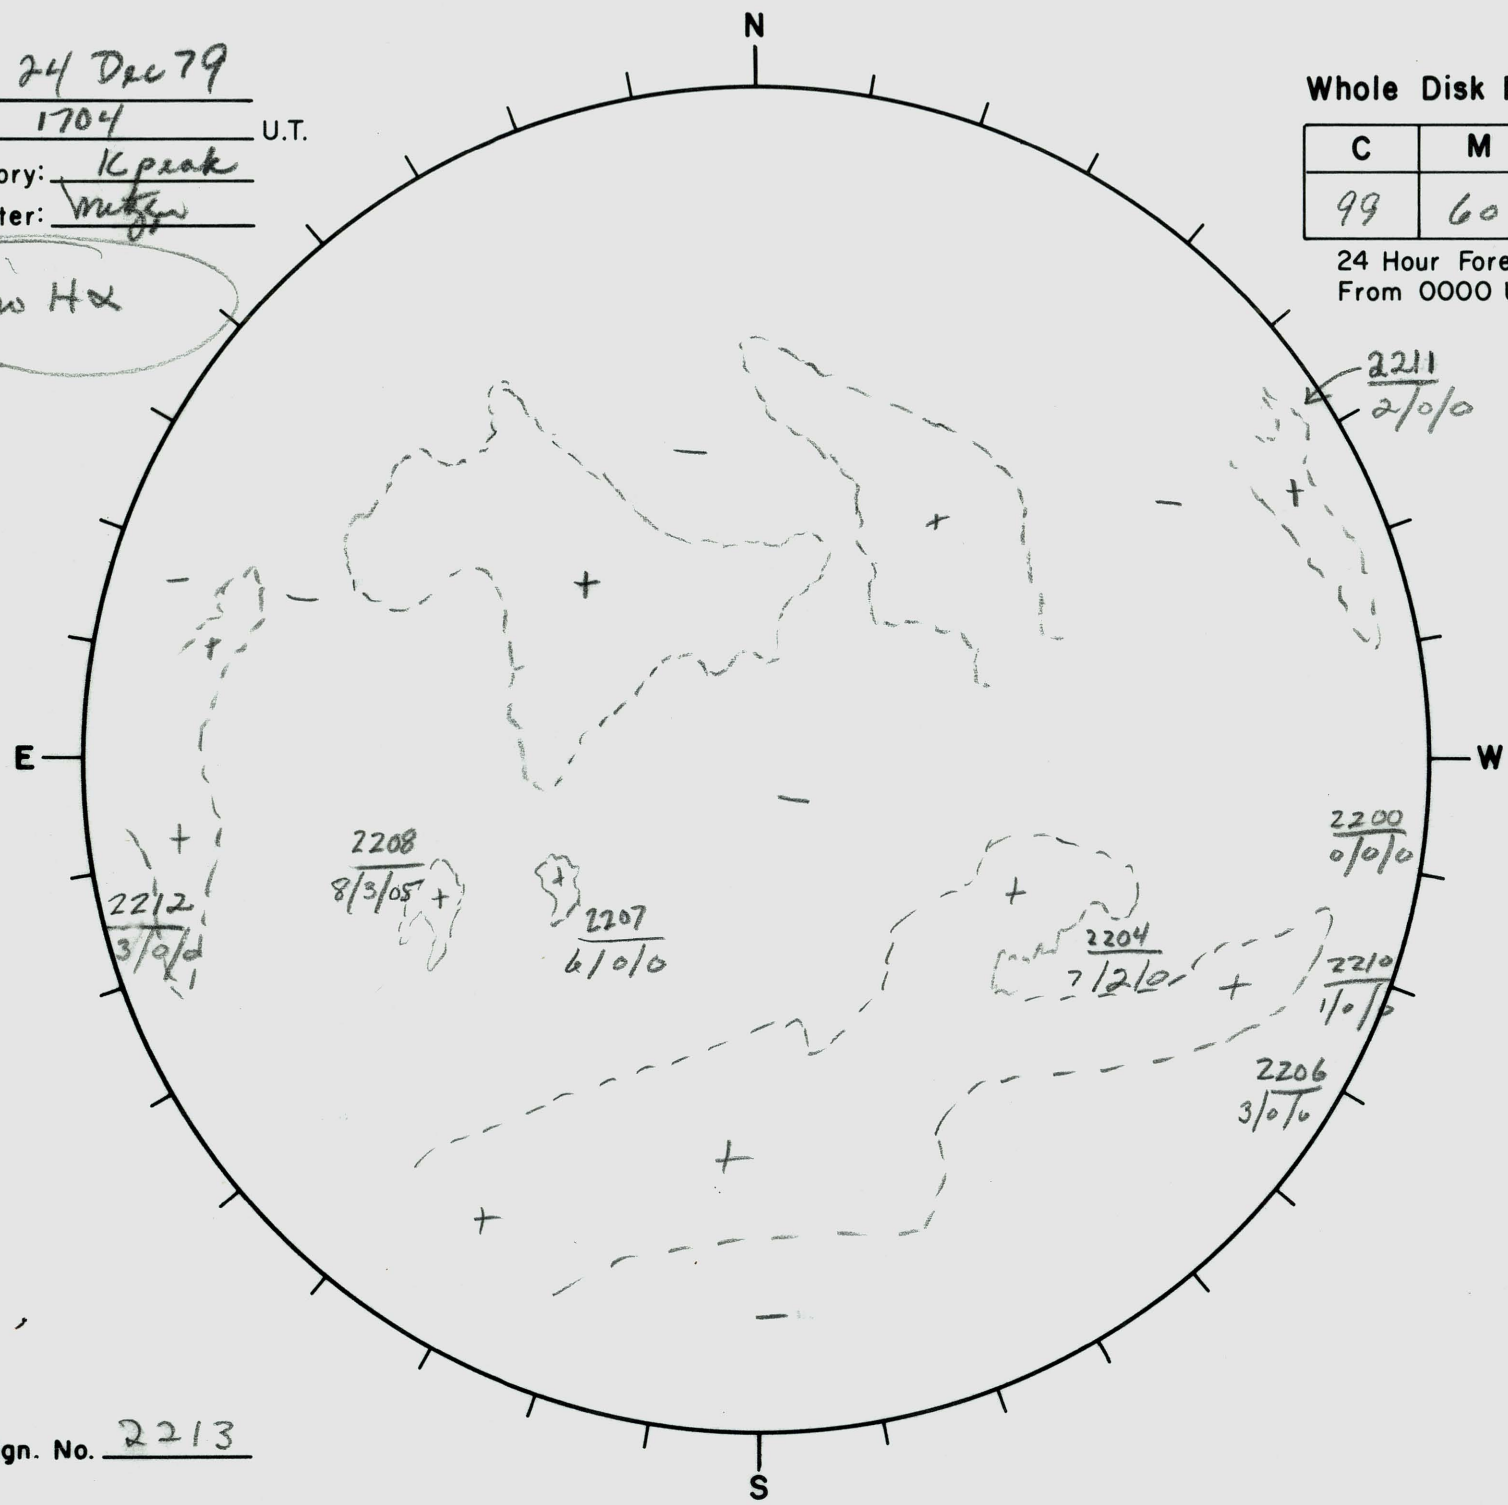 N
24 Dec 79
1704 U.T.
ory: Kpeak
ter:
Hα
Whole Disk
C M
99 60
24 Hour Fore
From 0000 U
2211
2/0/0
-
-
+
+
+
-
-
+
E
W
-
+
2200
0/0/0
2208
8/3/05
+
+
2207
6/0/0
+
2212
3/0/0
2204
7/2/0
+
2210
1/0/0
2206
3/0/0
+
+
-
gn. No. 2213
S